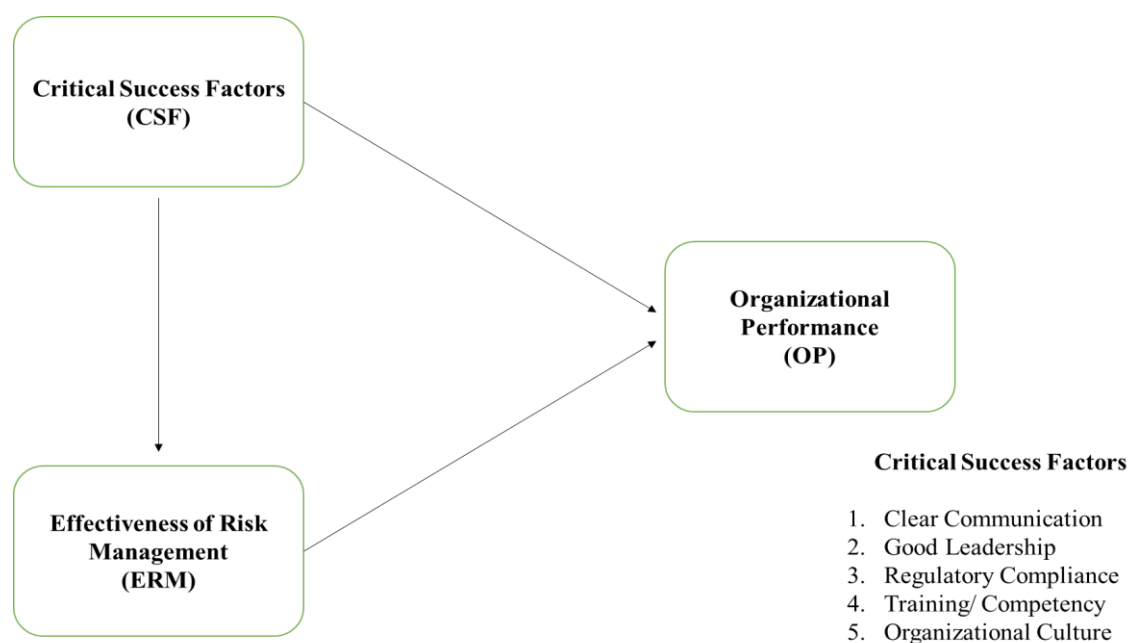 Critical Success Factors
(CSF)
Organizational
Performance
(OP)
Effectiveness of Risk
Management
(ERM)
Critical Success Factors
1. Clear Communication
2. Good Leadership
3. Regulatory Compliance
4. Training/ Competency
5. Organizational Culture